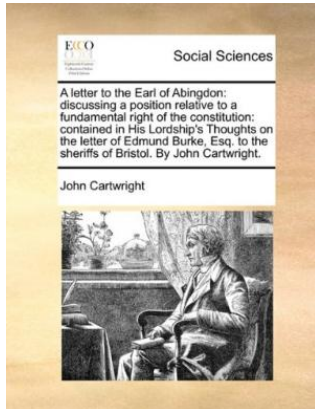 ECCO
Social Sciences
A letter to the Earl of Abingdon:
discussing a position relative to a
fundamental right of the constitution:
contained in His Lordship's Thoughts on
the letter of Edmund Burke, Esq. to the
sheriffs of Bristol. By John Cartwright.
John Cartwright